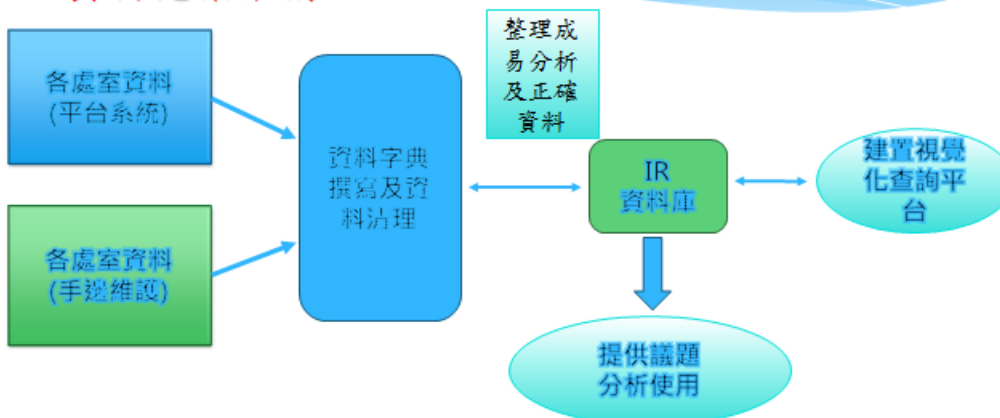 各處室資料
(平台系統)
各處室資料
(手邊維護)
資料字典
撰寫及資
料清理
整理成
易分析
及正確
資料
IR
資料庫
建置視覺
化查詢平
台
提供議題
分析使用